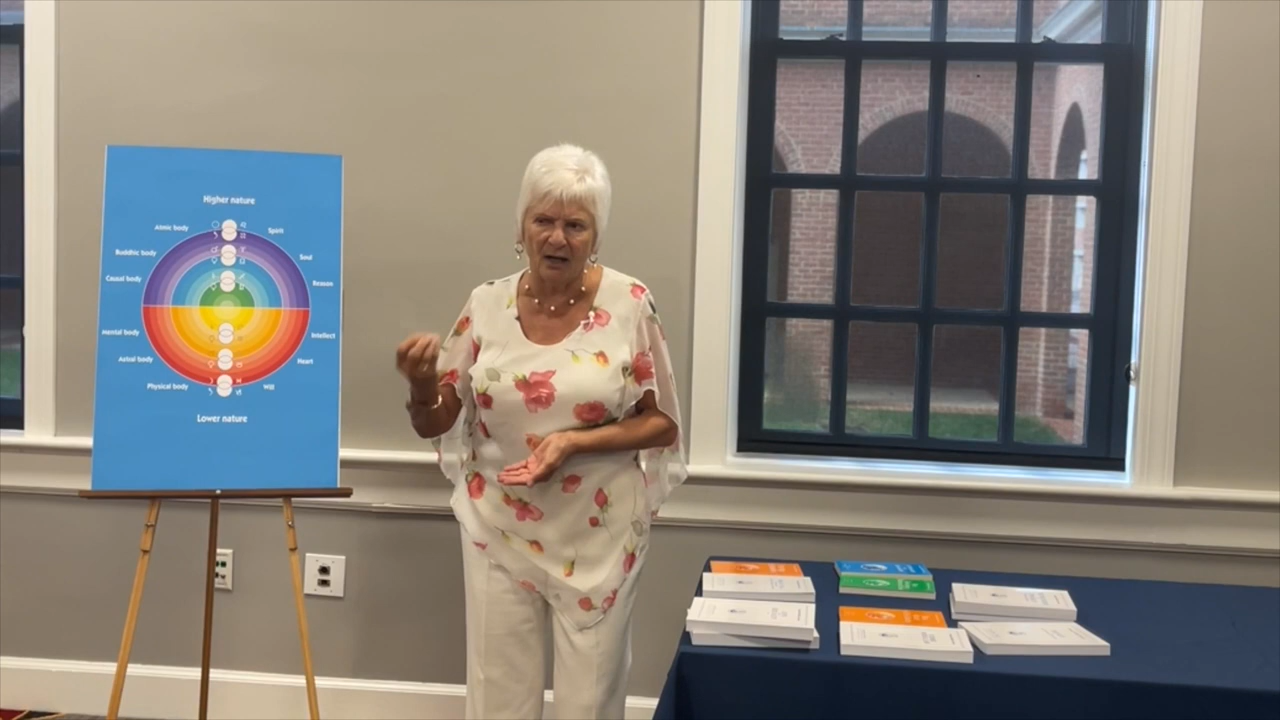 Higher nature
Atmic body
Spirit
Buddhic body
Soul
Causal body
Reason
Mental body
Intellect
Astral body
Heart
Physical body
Will
Lower nature